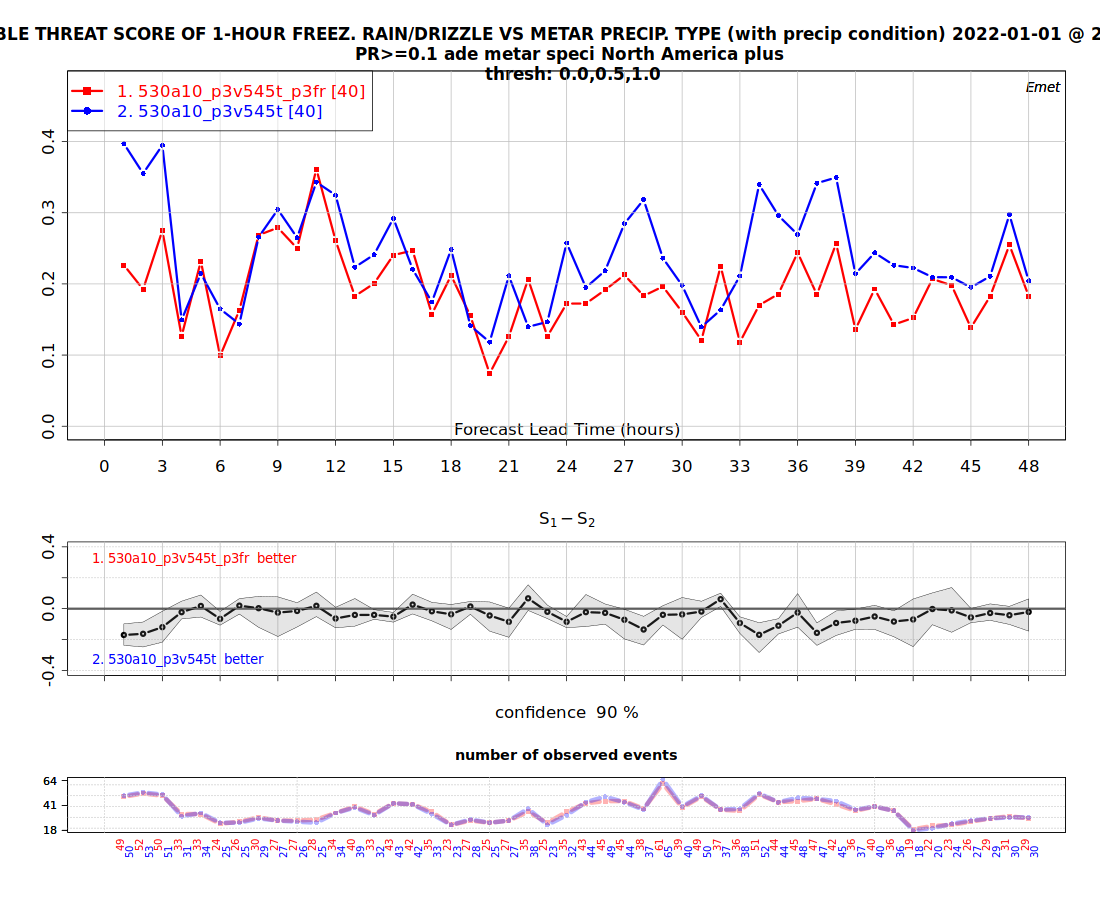 BLE THREAT SCORE OF 1-HOUR FREEZ. RAIN/DRIZZLE VS METAR PRECIP. TYPE (with precip condition) 2022-01-01 @ 2
PR>=0.1 ade metar speci North America plus
thresh: 0.0,0.5,1.0
1. 530a10_p3v545t_p3fr [40]
2. 530a10_p3v545t [40]
Emet
0.4
0.3
0.2
0.1
0.0
Forecast Lead Time (hours)
0 3 6 9 12 15 18 21 24 27 30 33 36 39 42 45 48
S1 − S2
0.4
0.0
-0.4
1. 530a10_p3v545t_p3fr better
2. 530a10_p3v545t better
confidence 90 %
number of observed events
64
41
18